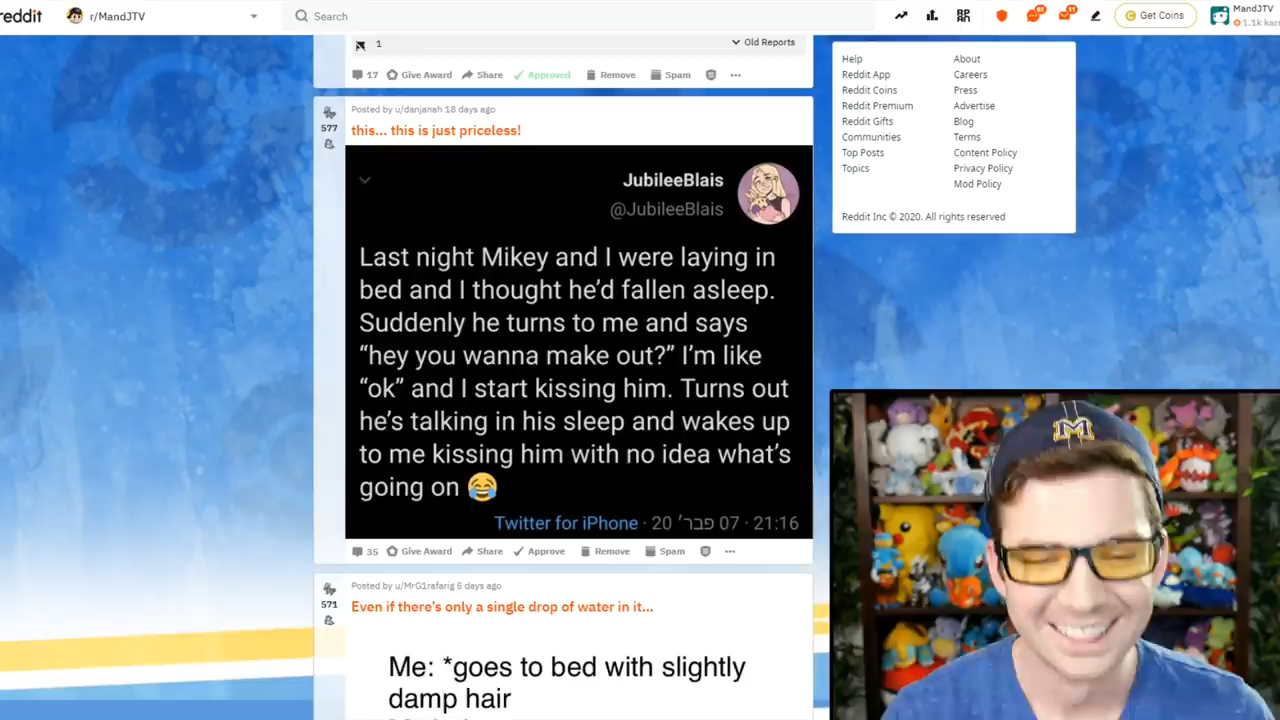 reddit
r/MandJTV
Search
61
11
Get Coins
MandJTV
1.1k kar
1
Old Reports
17 Give Award Share Approved Remove Spam
577
Posted by u/danjanah 18 days ago
this... this is just priceless!
JubileeBlais
@JubileeBlais
Last night Mikey and I were laying in
bed and I thought he'd fallen asleep.
Suddenly he turns to me and says
“hey you wanna make out?” I'm like
“ok” and I start kissing him. Turns out
he's talking in his sleep and wakes up
to me kissing him with no idea what's
going on 😂
Twitter for iPhone · 20 ׳פבר 07 · 21:16
35 Give Award Share Approve Remove Spam
571
Posted by u/MrG1rafarig 5 days ago
Even if there's only a single drop of water in it...
Me: *goes to bed with slightly
damp hair
Help About
Reddit App Careers
Reddit Coins Press
Reddit Premium Advertise
Reddit Gifts Blog
Communities Terms
Top Posts Content Policy
Topics Privacy Policy
Mod Policy
Reddit Inc © 2020. All rights reserved
M